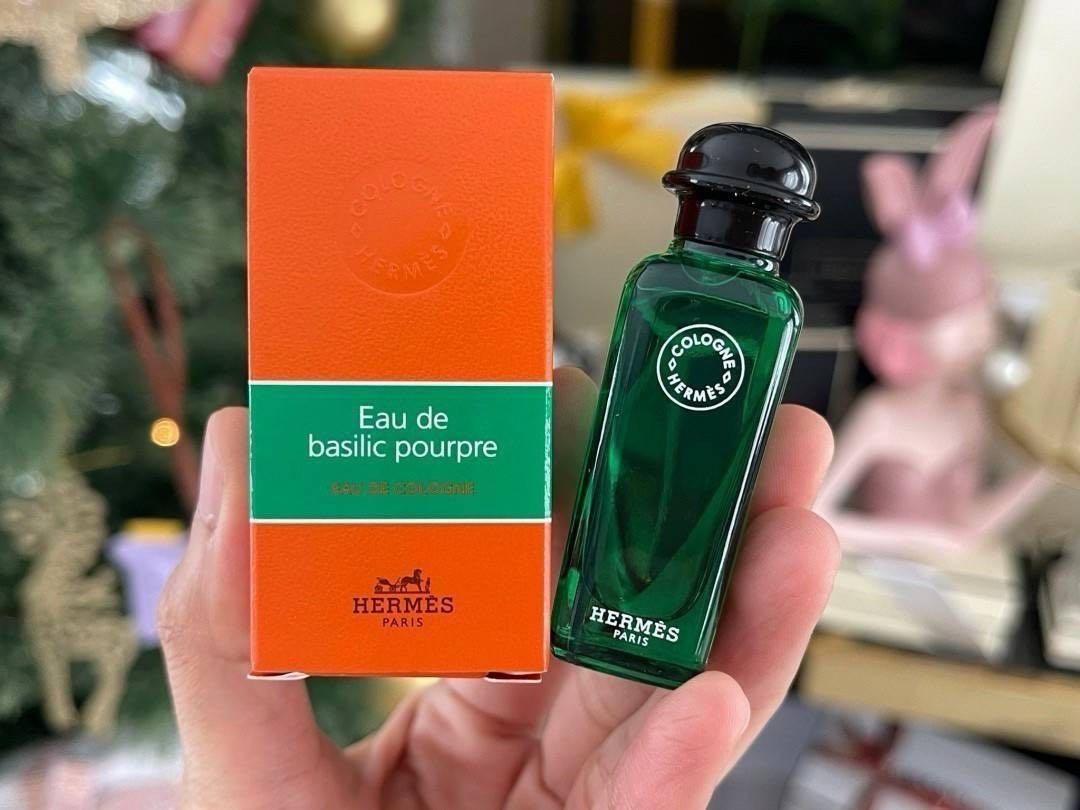 COLOGNE
HERMÈS
Eau de
basilic pourpre
EAU DE COLOGNE
HERMÈS
PARIS
COLOGNE
HERMÈS
HERMÈS
PARIS